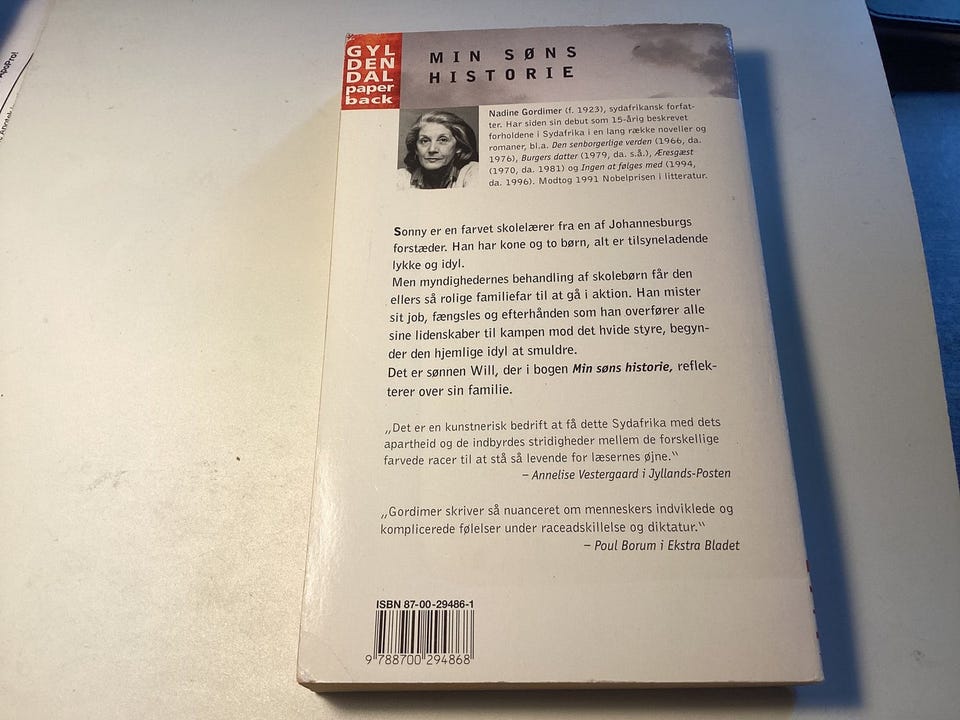 GYL
DEN
DAL
paper
back
MIN SØNS
HISTORIE
Nadine Gordimer (f. 1923), sydafrikansk forfat-
ter. Har siden sin debut som 15-årig beskrevet
forholdene i Sydafrika i en lang række noveller og
romaner, bl.a. Den senborgerlige verden (1966, da.
1976), Burgers datter (1979, da. s.å.), Æresgæst
(1970, da. 1981) og Ingen at følges med (1994,
da. 1996). Modtog 1991 Nobelprisen i litteratur.
Sonny er en farvet skolelærer fra en af Johannesburgs
forstæder. Han har kone og to børn, alt er tilsyneladende
lykke og idyl.
Men myndighedernes behandling af skolebørn får den
ellers så rolige familiefar til at gå i aktion. Han mister
sit job, fængsles og efterhånden som han overfører alle
sine lidenskaber til kampen mod det hvide styre, begyn-
der den hjemlige idyl at smuldre.
Det er sønnen Will, der i bogen Min søns historie, reflek-
terer over sin familie.
„Det er en kunstnerisk bedrift at få dette Sydafrika med dets
apartheid og de indbyrdes stridigheder mellem de forskellige
farvede racer til at stå så levende for læsernes øjne.‟
– Annelise Vestergaard i Jyllands-Posten
„Gordimer skriver så nuanceret om menneskers indviklede og
komplicerede følelser under raceadskillelse og diktatur.‟
– Poul Borum i Ekstra Bladet
ISBN 87-00-29486-1
9 788700 294868